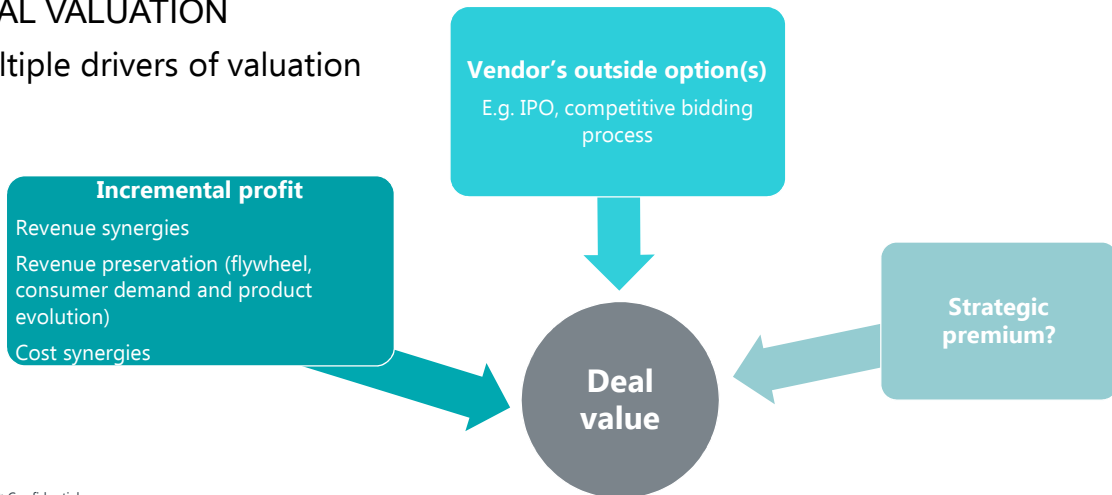 AL VALUATION
ltiple drivers of valuation
Vendor's outside option(s)
E.g. IPO, competitive bidding
process
Incremental profit
Revenue synergies
Revenue preservation (flywheel,
consumer demand and product
evolution)
Cost synergies
Strategic
premium?
Deal
value